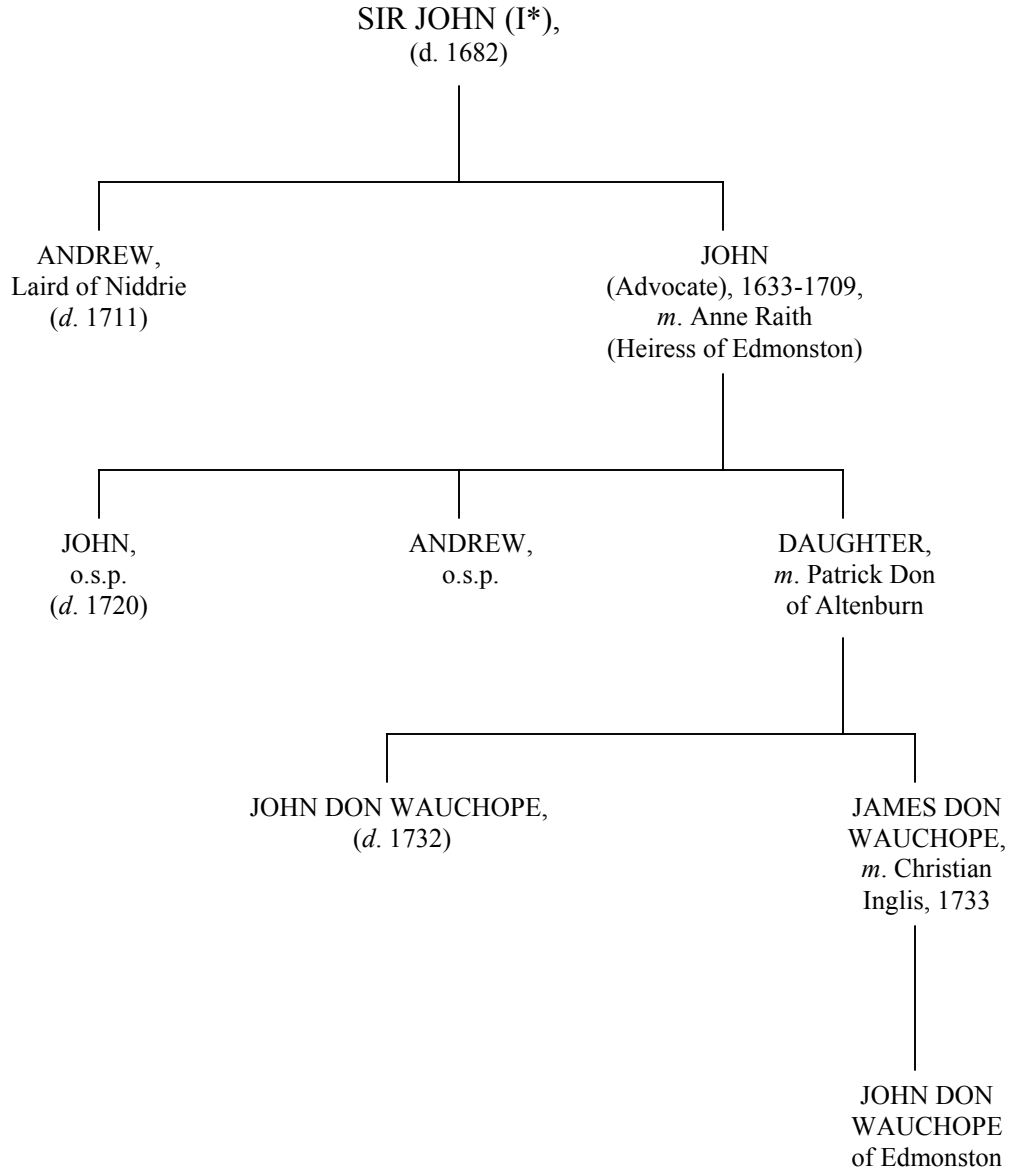 SIR JOHN (I*),
(d. 1682)
ANDREW,
Laird of Niddrie
(d. 1711)
JOHN
(Advocate), 1633-1709,
m. Anne Raith
(Heiress of Edmonston)
JOHN,
o.s.p.
(d. 1720)
ANDREW,
o.s.p.
DAUGHTER,
m. Patrick Don
of Altenburn
JOHN DON WAUCHOPE,
(d. 1732)
JAMES DON
WAUCHOPE,
m. Christian
Inglis, 1733
JOHN DON
WAUCHOPE
of Edmonston